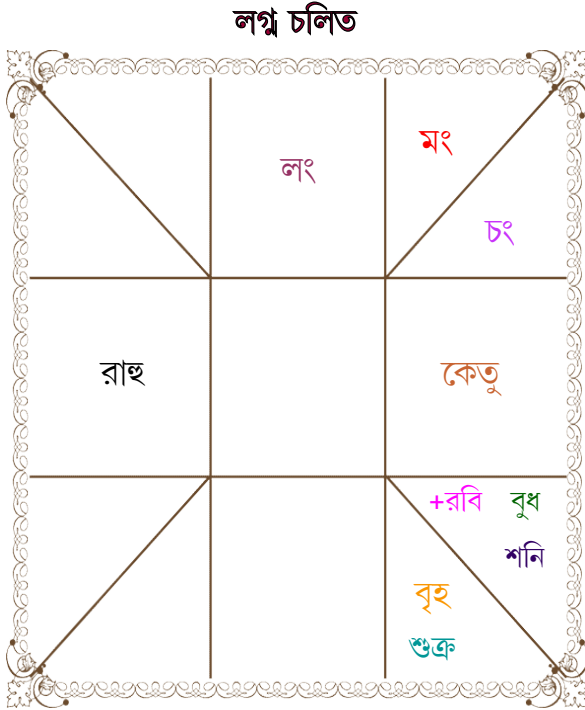 লগ্ন চলিত
মং
লং
চং
রাহু
কেতু
+রবি বুধ
শনি
বৃহ
শুক্র